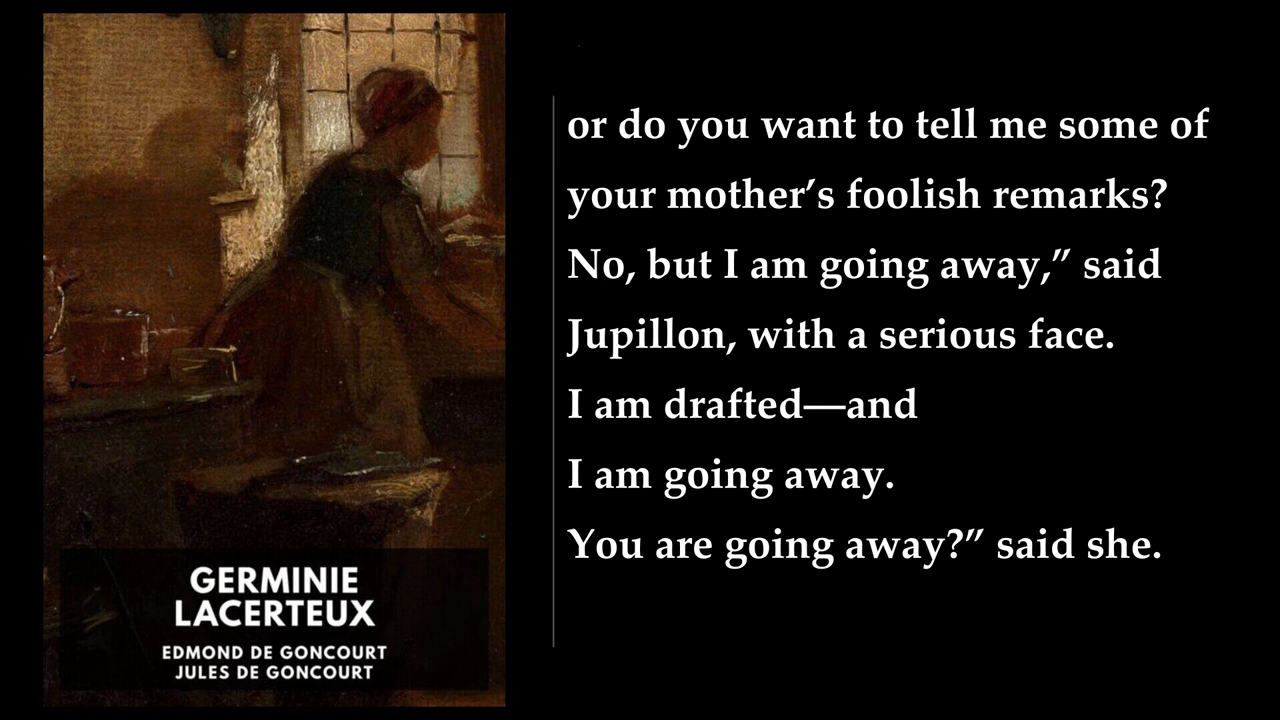 or do you want to tell me some of
your mother’s foolish remarks?
No, but I am going away,” said
Jupillon, with a serious face.
I am drafted—and
I am going away.
You are going away?” said she.
GERMINIE
LACERTEUX
EDMOND DE GONCOURT
JULES DE GONCOURT